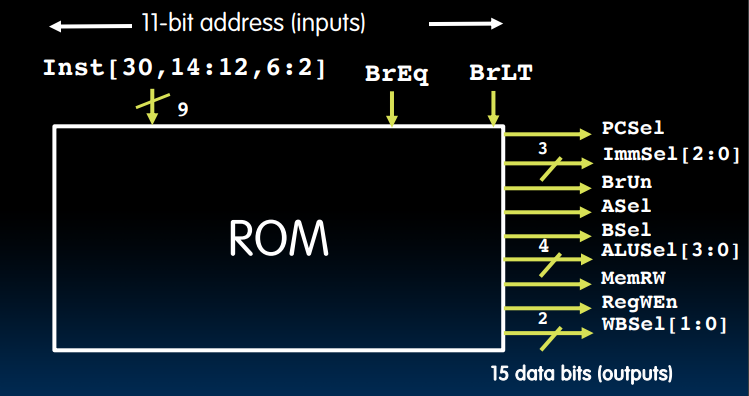 11-bit address (inputs)
Inst[30,14:12,6:2]
BrEq
BrLT
9
ROM
PCSel
3
ImmSel[2:0]
BrUn
ASel
BSel
4
ALUSel[3:0]
MemRW
RegWEn
2
WBSel[1:0]
15 data bits (outputs)